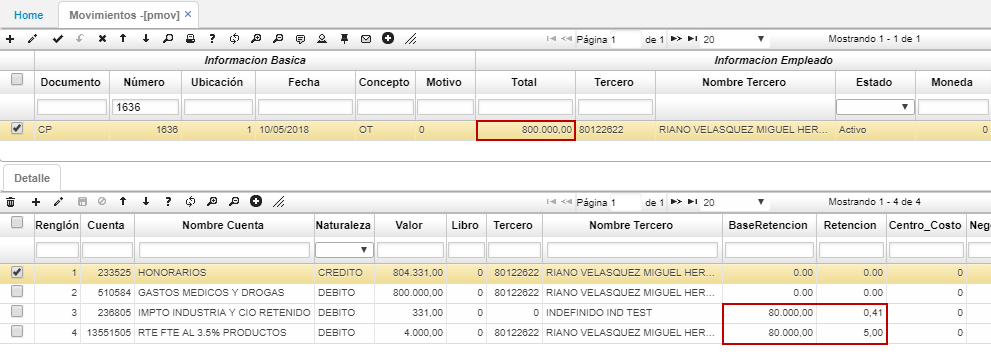 Home Movimientos -[pmov] ✕
Página 1 de 1 20 Mostrando 1 - 1 de 1
Informacion Basica Informacion Empleado
Documento Número Ubicación Fecha Concepto Motivo Total Tercero Nombre Tercero Estado Moneda
1636
CP 1636 1 10/05/2018 OT 0 800.000,00 80122622 RIANO VELASQUEZ MIGUEL HER... Activo 0
Detalle
Página 1 de 1 20 Mostrando 1 - 4 de 4
Renglón Cuenta Nombre Cuenta Naturaleza Valor Libro Tercero Nombre Tercero BaseRetencion Retencion Centro_Costo Nego
1 233525 HONORARIOS CREDITO 804.331,00 0 80122622 RIANO VELASQUEZ MIGUEL HER... 0.00 0.00 0
2 510584 GASTOS MEDICOS Y DROGAS DEBITO 800.000,00 0 80122622 RIANO VELASQUEZ MIGUEL HER... 0.00 0.00 0
3 236805 IMPTO INDUSTRIA Y CIO RETENIDO DEBITO 331,00 0 0 INDEFINIDO IND TEST 80.000,00 0,41 0
4 13551505 RTE FTE AL 3.5% PRODUCTOS DEBITO 4.000,00 0 80122622 RIANO VELASQUEZ MIGUEL HER... 80.000,00 5,00 0